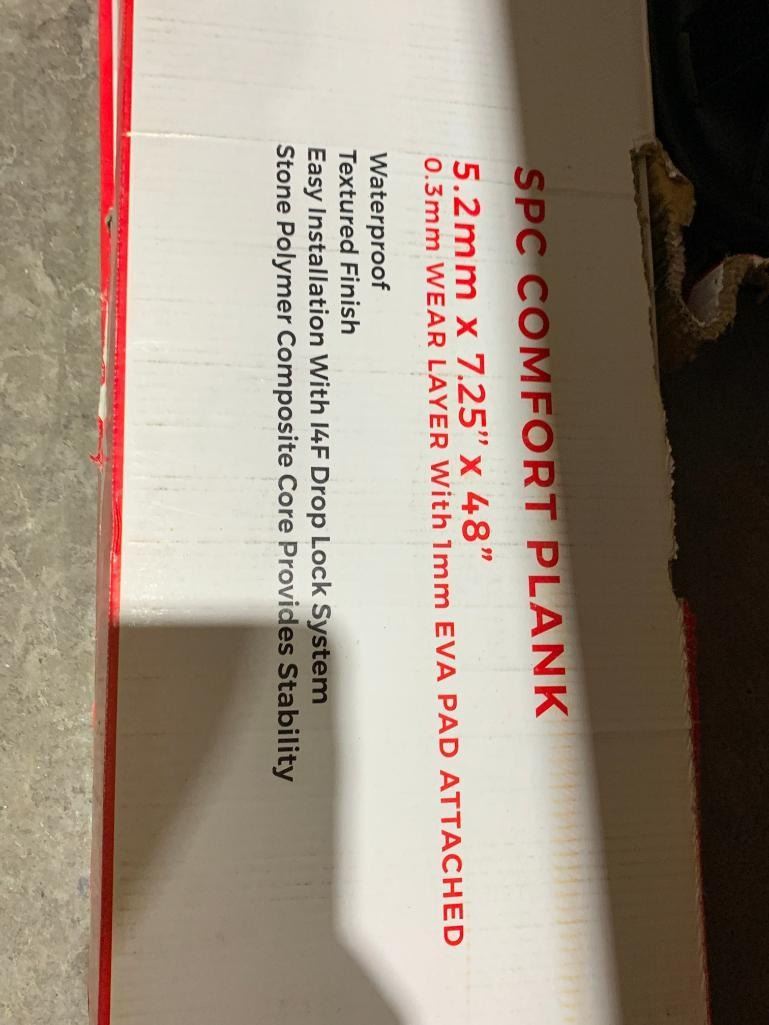 SPC COMFORT PLANK
5.2mm x 7.25” x 48”
0.3mm WEAR LAYER With 1mm EVA PAD ATTACHED
Waterproof
Textured Finish
Easy Installation With I4F Drop Lock System
Stone Polymer Composite Core Provides Stability